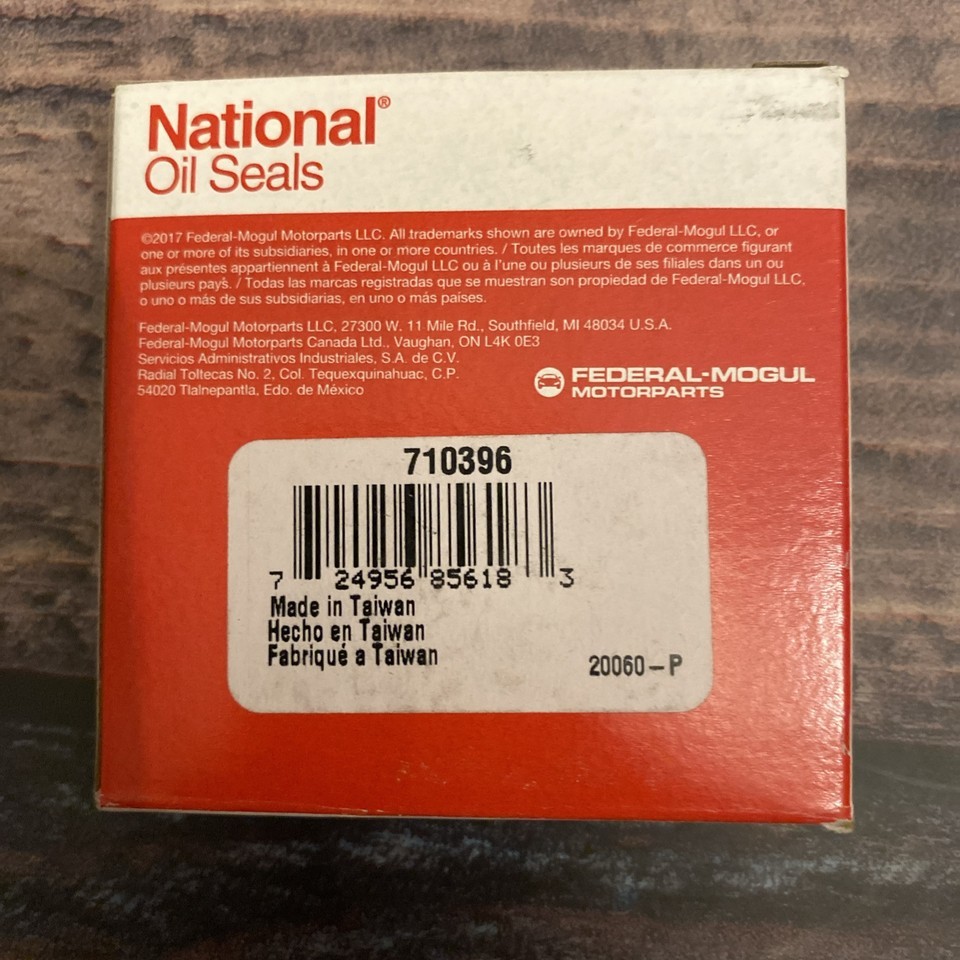 National®
Oil Seals
©2017 Federal-Mogul Motorparts LLC. All trademarks shown are owned by Federal-Mogul LLC, or
one or more of its subsidiaries, in one or more countries. / Toutes les marques de commerce figurant
aux présentes appartiennent à Federal-Mogul LLC ou à l'une ou plusieurs de ses filiales dans un ou
plusieurs pays. / Todas las marcas registradas que se muestran son propiedad de Federal-Mogul LLC,
o uno o más de sus subsidiarias, en uno o más países.
Federal-Mogul Motorparts LLC, 27300 W. 11 Mile Rd., Southfield, MI 48034 U.S.A.
Federal-Mogul Motorparts Canada Ltd., Vaughan, ON L4K 0E3
Servicios Administrativos Industriales, S.A. de C.V.
Radial Toltecas No. 2, Col. Tequexquinahuac, C.P.
54020 Tlalnepantla, Edo. de México
FEDERAL-MOGUL
MOTORPARTS
710396
7 24956 85618 3
Made in Taiwan
Hecho en Taiwan
Fabriqué a Taiwan
20060-P